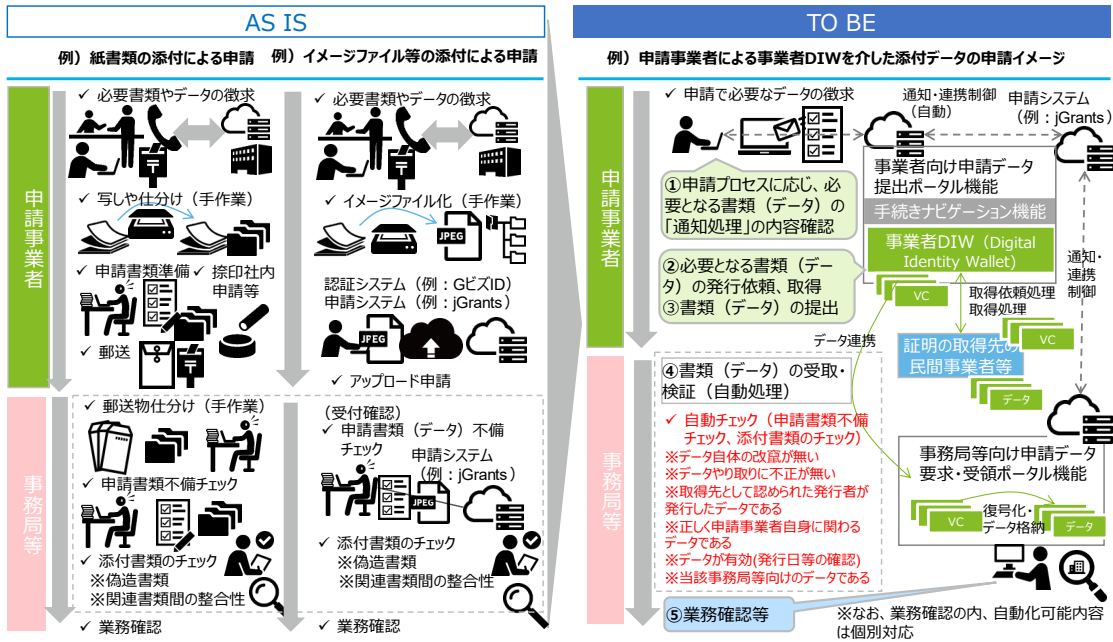 AS IS
例）紙書類の添付による申請
例）イメージファイル等の添付による申請
申請事業者
✓ 必要書類やデータの徴求
✓ 写しや仕分け（手作業）
✓ 申請書類準備
✓ 捺印社内
申請等
✓ 郵送
✓ 必要書類やデータの徴求
✓ イメージファイル化（手作業）
JPEG
認証システム（例：GビズID）
申請システム（例：jGrants）
JPEG
✓ アップロード申請
事務局等
✓ 郵送物仕分け（手作業）
✓ 申請書類不備チェック
✓ 添付書類のチェック
※偽造書類
※関連書類間の整合性
✓ 業務確認
（受付確認）
✓ 申請書類（データ）不備
チェック
申請システム
（例：jGrants）
JPEG
✓ 添付書類のチェック
※偽造書類
※関連書類間の整合性
✓ 業務確認
TO BE
例）申請事業者による事業者DIWを介した添付データの申請イメージ
申請事業者
✓ 申請で必要なデータの徴求
通知・連携制御
（自動）
申請システム
（例：jGrants）
①申請プロセスに応じ、必
要となる書類（データ）の
「通知処理」の内容確認
②必要となる書類（デー
タ）の発行依頼、取得
③書類（データ）の提出
事業者向け申請データ
提出ポータル機能
手続きナビゲーション機能
事業者DIW（Digital
Identity Wallet）
VC
通知・
連携
制御
取得依頼処理
取得処理
VC
データ連携
証明の取得先の
民間事業者等
データ
事務局等
④書類（データ）の受取・
検証（自動処理）
✓ 自動チェック（申請書類不備
チェック、添付書類のチェック）
※データ自体の改竄が無い
※データやり取りに不正が無い
※取得先として認められた発行者が
発行したデータである
※正しく申請事業者自身に関わる
データである
※データが有効(発行日等の確認)
※当該事務局等向けのデータである
事務局等向け申請データ
要求・受領ポータル機能
VC
復号化・
データ格納
データ
⑤業務確認等
※なお、業務確認の内、自動化可能内容
は個別対応